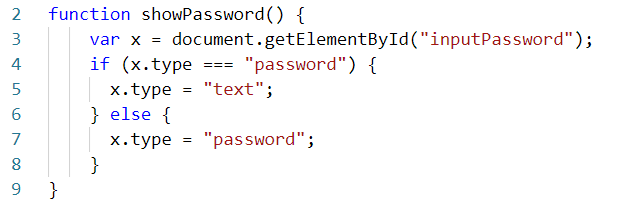 2 function showPassword() {
3 var x = document.getElementById("inputPassword");
4 if (x.type === "password") {
5 x.type = "text";
6 } else {
7 x.type = "password";
8 }
9 }